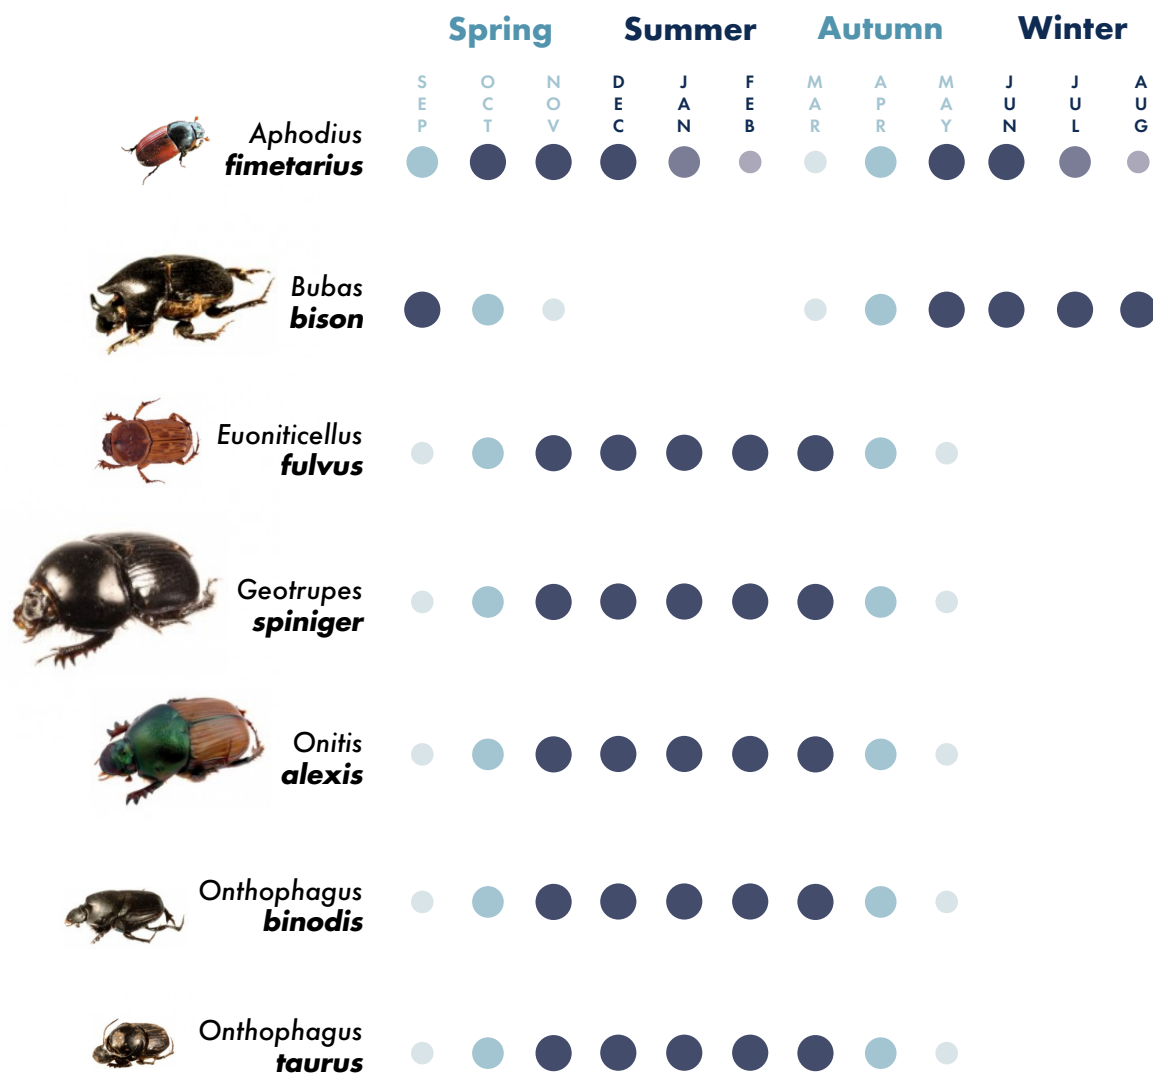 Spring Summer Autumn Winter
SEP OCT NOV DEC JAN FEB MAR APR MAY JUN JUL AUG
Aphodius
fimetarius
Bubas
bison
Euoniticellus
fulvus
Geotrupes
spiniger
Onitis
alexis
Onthophagus
binodis
Onthophagus
taurus